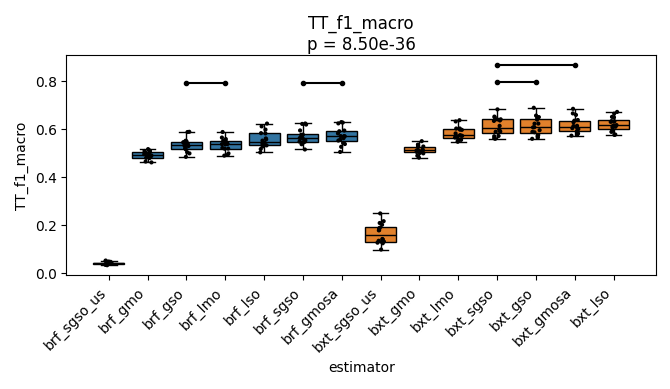 TT_f1_macro
p = 8.50e-36
TT_f1_macro
0.8
0.6
0.4
0.2
0.0
brf_sgso_us
brf_gmo
brf_gso
brf_lmo
brf_lso
brf_sgso
brf_gmosa
bxt_sgso_us
bxt_gmo
bxt_lmo
bxt_sgso
bxt_gso
bxt_gmosa
bxt_lso
estimator